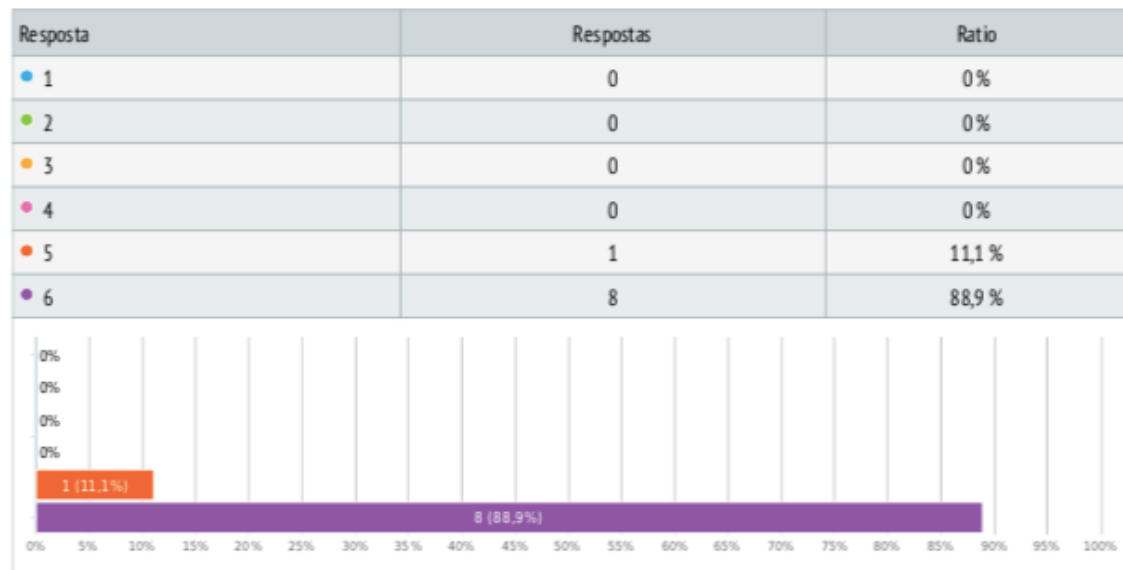 Resposta Respostas Ratio
1 0 0 %
2 0 0 %
3 0 0 %
4 0 0 %
5 1 11,1 %
6 8 88,9 %
0%
0%
0%
0%
1 (11,1%)
8 (88,9%)
0% 5% 10% 15% 20% 25% 30% 35% 40% 45% 50% 55% 60% 65% 70% 75% 80% 85% 90% 95% 100%